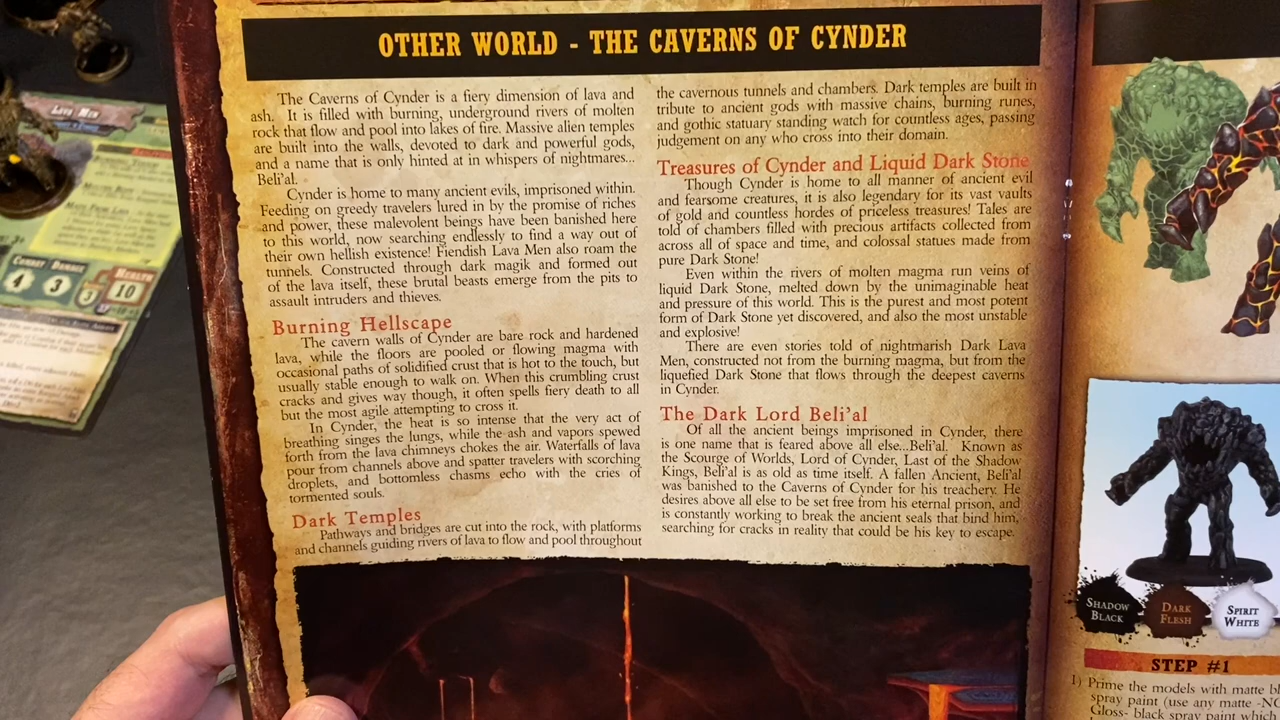 OTHER WORLD - THE CAVERNS OF CYNDER
The Caverns of Cynder is a fiery dimension of lava and
ash. It is filled with burning, underground rivers of molten
rock that flow and pool into lakes of fire. Massive alien temples
are built into the walls, devoted to dark and powerful gods,
and a name that is only hinted at in whispers of nightmares...
Beli'al.
Cynder is home to many ancient evils, imprisoned within.
Feeding on greedy travelers lured in by the promise of riches
and power, these malevolent beings have been banished here
to this world, now searching endlessly to find a way out of
their own hellish existence! Fiendish Lava Men also roam the
tunnels. Constructed through dark magik and formed out
of the lava itself, these brutal beasts emerge from the pits to
assault intruders and thieves.
Burning Hellscape
The cavern walls of Cynder are bare rock and hardened
lava, while the floors are pooled or flowing magma with
occasional paths of solidified crust that is hot to the touch, but
usually stable enough to walk on. When this crumbling crust
cracks and gives way though, it often spells fiery death to all
but the most agile attempting to cross it.
In Cynder, the heat is so intense that the very act of
breathing singes the lungs, while the ash and vapors spewed
forth from the lava chimneys chokes the air. Waterfalls of lava
pour from channels above and spatter travelers with scorching
droplets, and bottomless chasms echo with the cries of
tormented souls.
Dark Temples
Pathways and bridges are cut into the rock, with platforms
and channels guiding rivers of lava to flow and pool throughout
the cavernous tunnels and chambers. Dark temples are built in
tribute to ancient gods with massive chains, burning runes,
and gothic statuary standing watch for countless ages, passing
judgement on any who cross into their domain.
Treasures of Cynder and Liquid Dark Stone
Though Cynder is home to all manner of ancient evil
and fearsome creatures, it is also legendary for its vast vaults
of gold and countless hordes of priceless treasures! Tales are
told of chambers filled with precious artifacts collected from
across all of space and time, and colossal statues made from
pure Dark Stone!
Even within the rivers of molten magma run veins of
liquid Dark Stone, melted down by the unimaginable heat
and pressure of this world. This is the purest and most potent
form of Dark Stone yet discovered, and also the most unstable
and explosive!
There are even stories told of nightmarish Dark Lava
Men, constructed not from the burning magma, but from the
liquefied Dark Stone that flows through the deepest caverns
in Cynder.
The Dark Lord Beli'al
Of all the ancient beings imprisoned in Cynder, there
is one name that is feared above all else...Beli'al. Known as
the Scourge of Worlds, Lord of Cynder, Last of the Shadow
Kings, Beli'al is as old as time itself. A fallen Ancient, Beli'al
was banished to the Caverns of Cynder for his treachery. He
desires above all else to be set free from his eternal prison, and
is constantly working to break the ancient seals that bind him,
searching for cracks in reality that could be his key to escape.
SHADOW
BLACK
DARK
FLESH
SPIRIT
WHITE
STEP #1
1) Prime the models with matte
spray paint (use any matte
Gloss- black spray paint
LAVA MEN
COMBAT DAMAGE
HEALTH
4 3
3
10